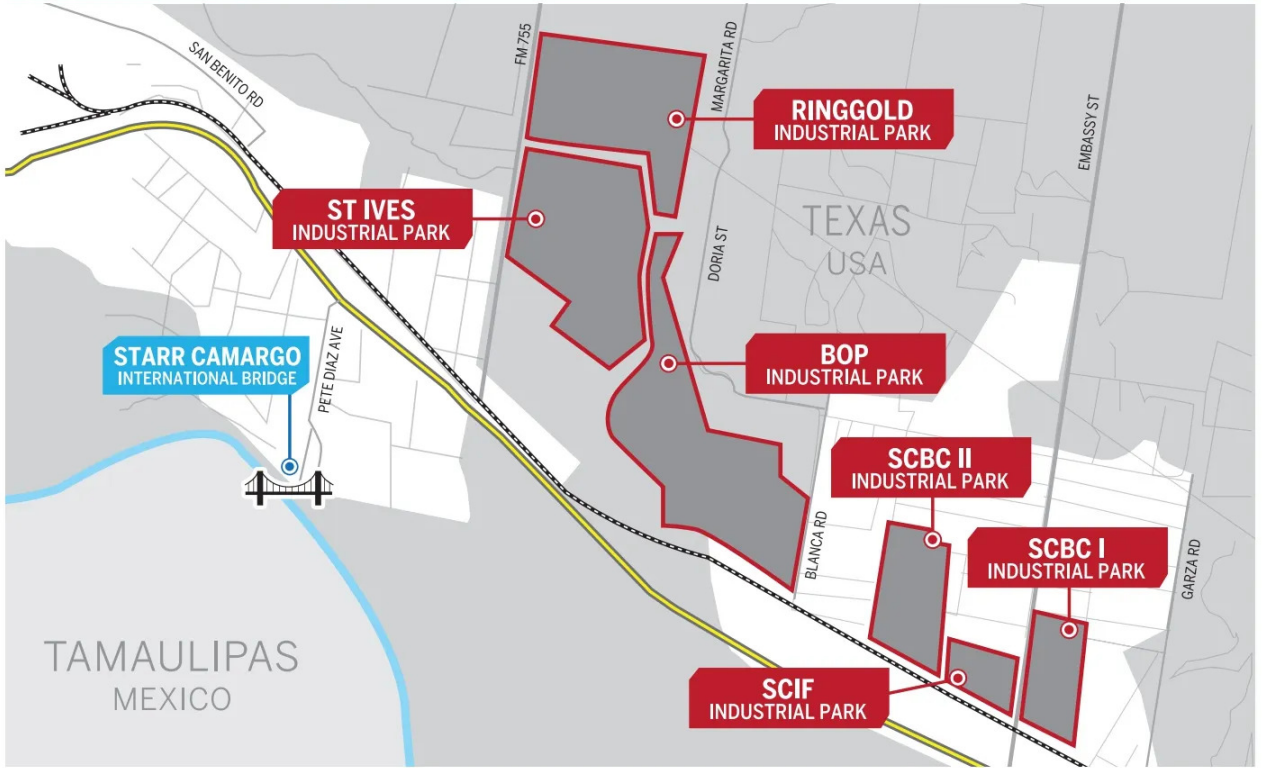 SAN BENITO RD
FM 755
MARGARITA RD
RINGGOLD
INDUSTRIAL PARK
EMBASSY ST
ST IVES
INDUSTRIAL PARK
TEXAS
USA
DORIA ST
STARR CAMARGO
INTERNATIONAL BRIDGE
PETE DIAZ AVE
BOP
INDUSTRIAL PARK
SCBC II
INDUSTRIAL PARK
BLANCA RD
SCBC I
INDUSTRIAL PARK
GARZA RD
TAMAULIPAS
MEXICO
SCIF
INDUSTRIAL PARK